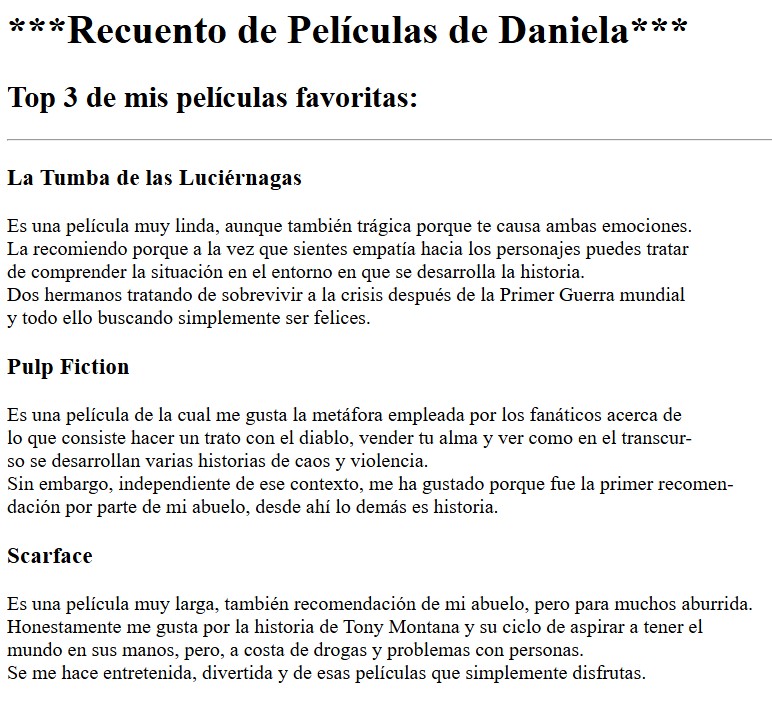 ***Recuento de Películas de Daniela***
Top 3 de mis películas favoritas:
La Tumba de las Luciérnagas
Es una película muy linda, aunque también trágica porque te causa ambas emociones.
La recomiendo porque a la vez que sientes empatía hacia los personajes puedes tratar
de comprender la situación en el entorno en que se desarrolla la historia.
Dos hermanos tratando de sobrevivir a la crisis después de la Primer Guerra mundial
y todo ello buscando simplemente ser felices.
Pulp Fiction
Es una película de la cual me gusta la metáfora empleada por los fanáticos acerca de
lo que consiste hacer un trato con el diablo, vender tu alma y ver como en el transcur-
so se desarrollan varias historias de caos y violencia.
Sin embargo, independiente de ese contexto, me ha gustado porque fue la primer recomen-
dación por parte de mi abuelo, desde ahí lo demás es historia.
Scarface
Es una película muy larga, también recomendación de mi abuelo, pero para muchos aburrida.
Honestamente me gusta por la historia de Tony Montana y su ciclo de aspirar a tener el
mundo en sus manos, pero, a costa de drogas y problemas con personas.
Se me hace entretenida, divertida y de esas películas que simplemente disfrutas.